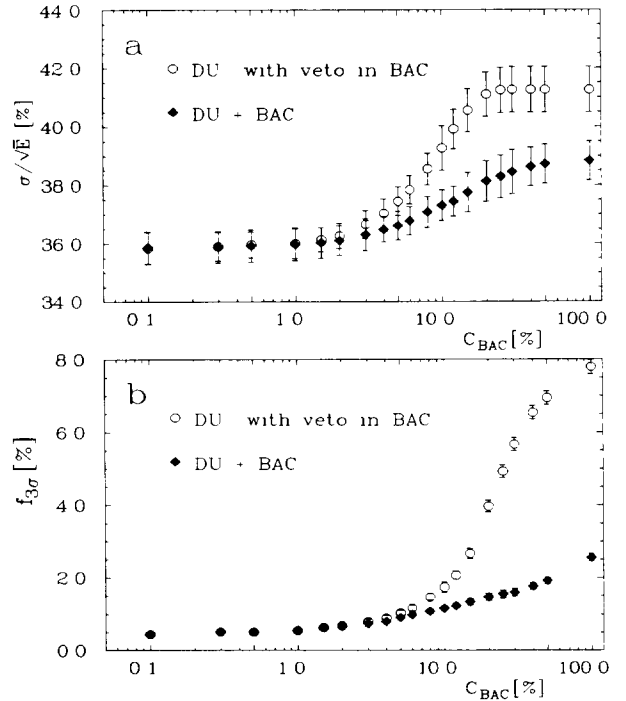 a
DU with veto in BAC
DU + BAC
σ/√E [%]
42 0
40 0
38 0
36 0
34 0
0 1 1 0 10 0 100 0
C_BAC [%]
b
DU with veto in BAC
DU + BAC
f_3σ [%]
8 0
6 0
4 0
2 0
0 0
0 1 1 0 10 0 100 0
C_BAC [%]